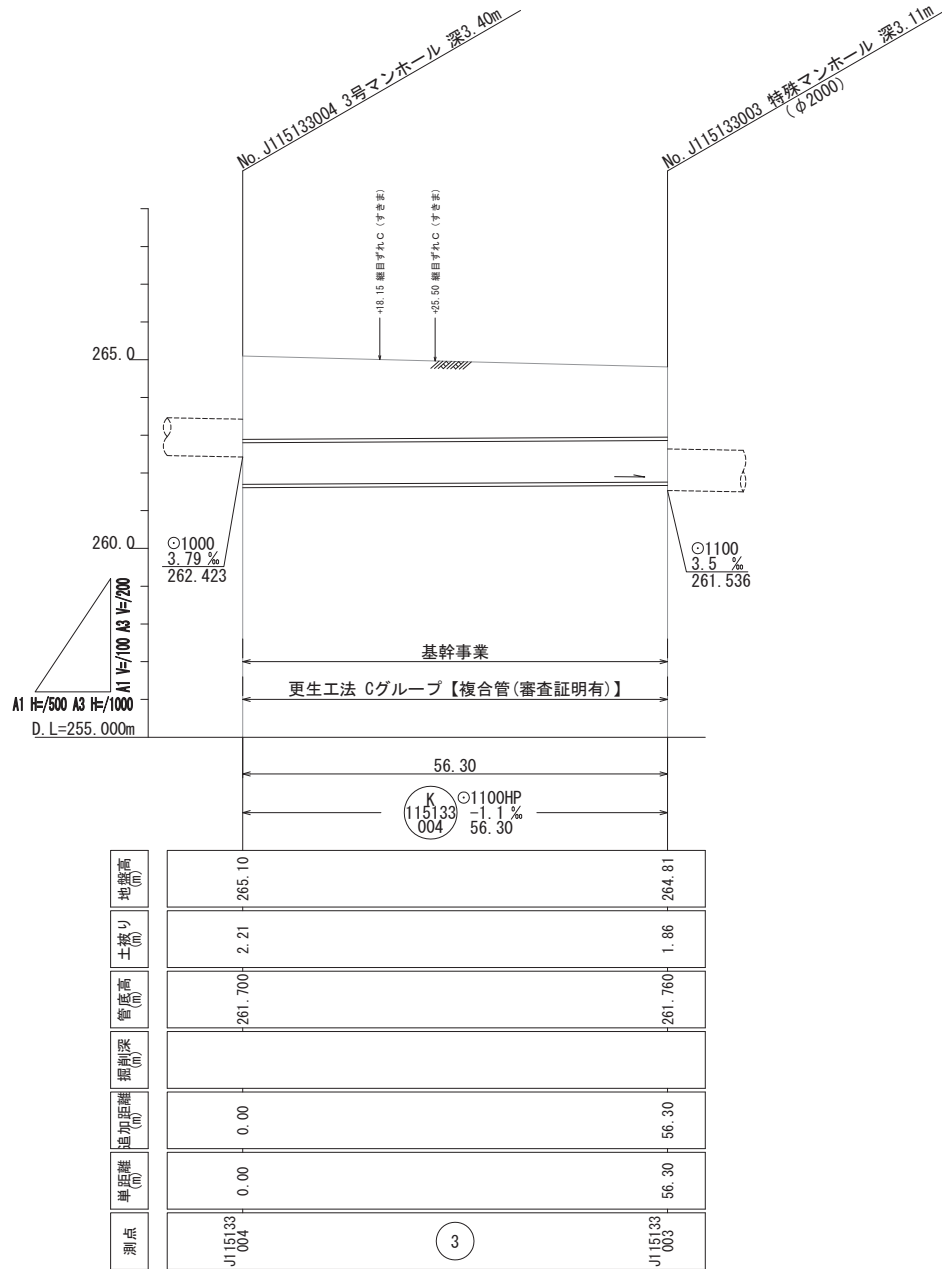 No.J115133004 3号マンホール 深3.40m
No.J115133003 特殊マンホール 深3.11m
(φ2000)
+18.15 継目ずれC (すきま)
+25.50 継目ずれC (すきま)
265.0
260.0
⊙1000
3.79 ‰
262.423
⊙1100
3.5 ‰
261.536
A1 V=/100 A3 V=/200
A1 H=/500 A3 H=/1000
D.L=255.000m
基幹事業
更生工法 Cグループ【複合管(審査証明有)】
56.30
K
115133
004
⊙1100HP
-1.1 ‰
56.30
地盤高
(m)
265.10
264.81
土被り
(m)
2.21
1.86
管底高
(m)
261.700
261.760
掘削深
(m)
追加距離
(m)
0.00
56.30
単距離
(m)
0.00
56.30
測点
J115133
004
3
J115133
003